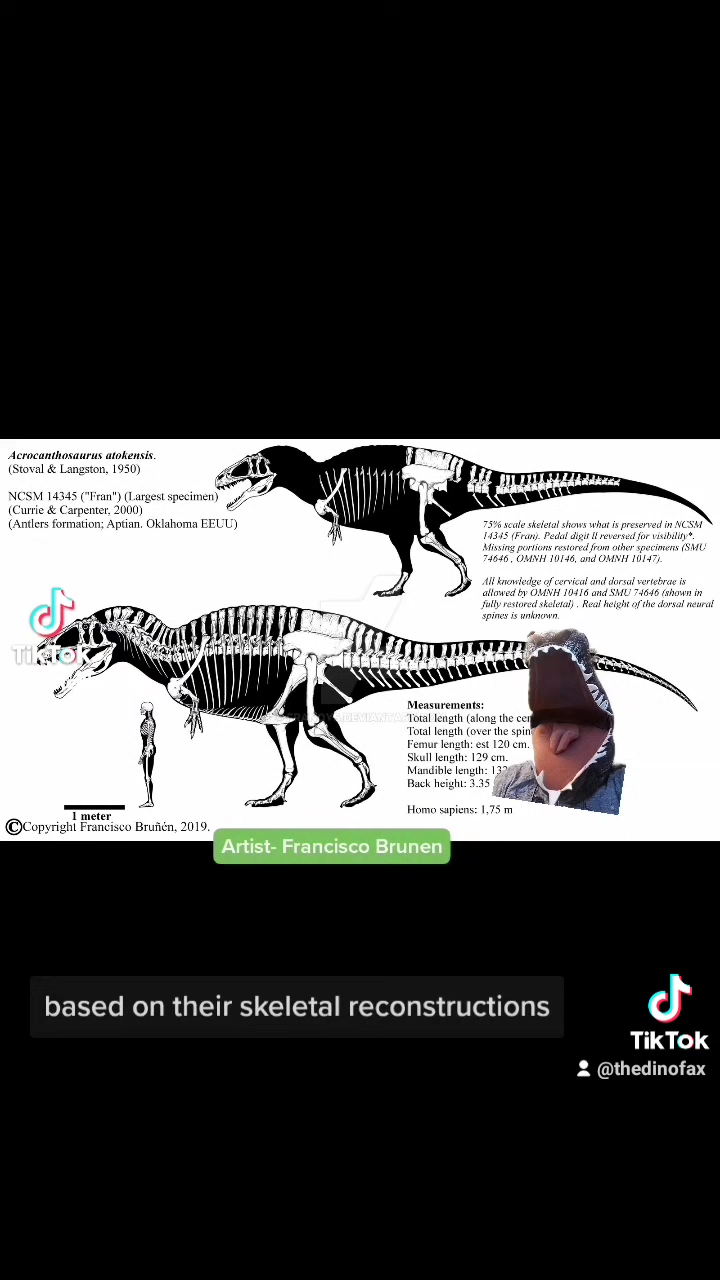 Acrocanthosaurus atokensis.
(Stoval & Langston, 1950)
NCSM 14345 ("Fran") (Largest specimen)
(Currie & Carpenter, 2000)
(Antlers formation; Aptian. Oklahoma EEUU)
75% scale skeletal shows what is preserved in NCSM
14345 (Fran). Pedal digit II reversed for visibility*.
Missing portions restored from other specimens (SMU
74646 , OMNH 10146, and OMNH 10147).
All knowledge of cervical and dorsal vertebrae is
allowed by OMNH 10416 and SMU 74646 (shown in
fully restored skeletal) . Real height of the dorsal neural
spines is unknown.
TikTok
Measurements:
Total length (along the
Total length (over the
Femur length: est 120 cm.
Skull length: 129 cm.
Mandible length:
Back height: 3.35
Homo sapiens: 1,75 m
1 meter
©Copyright Francisco Bruñén, 2019.
Artist- Francisco Brunen
based on their skeletal reconstructions
TikTok
@thedinofax